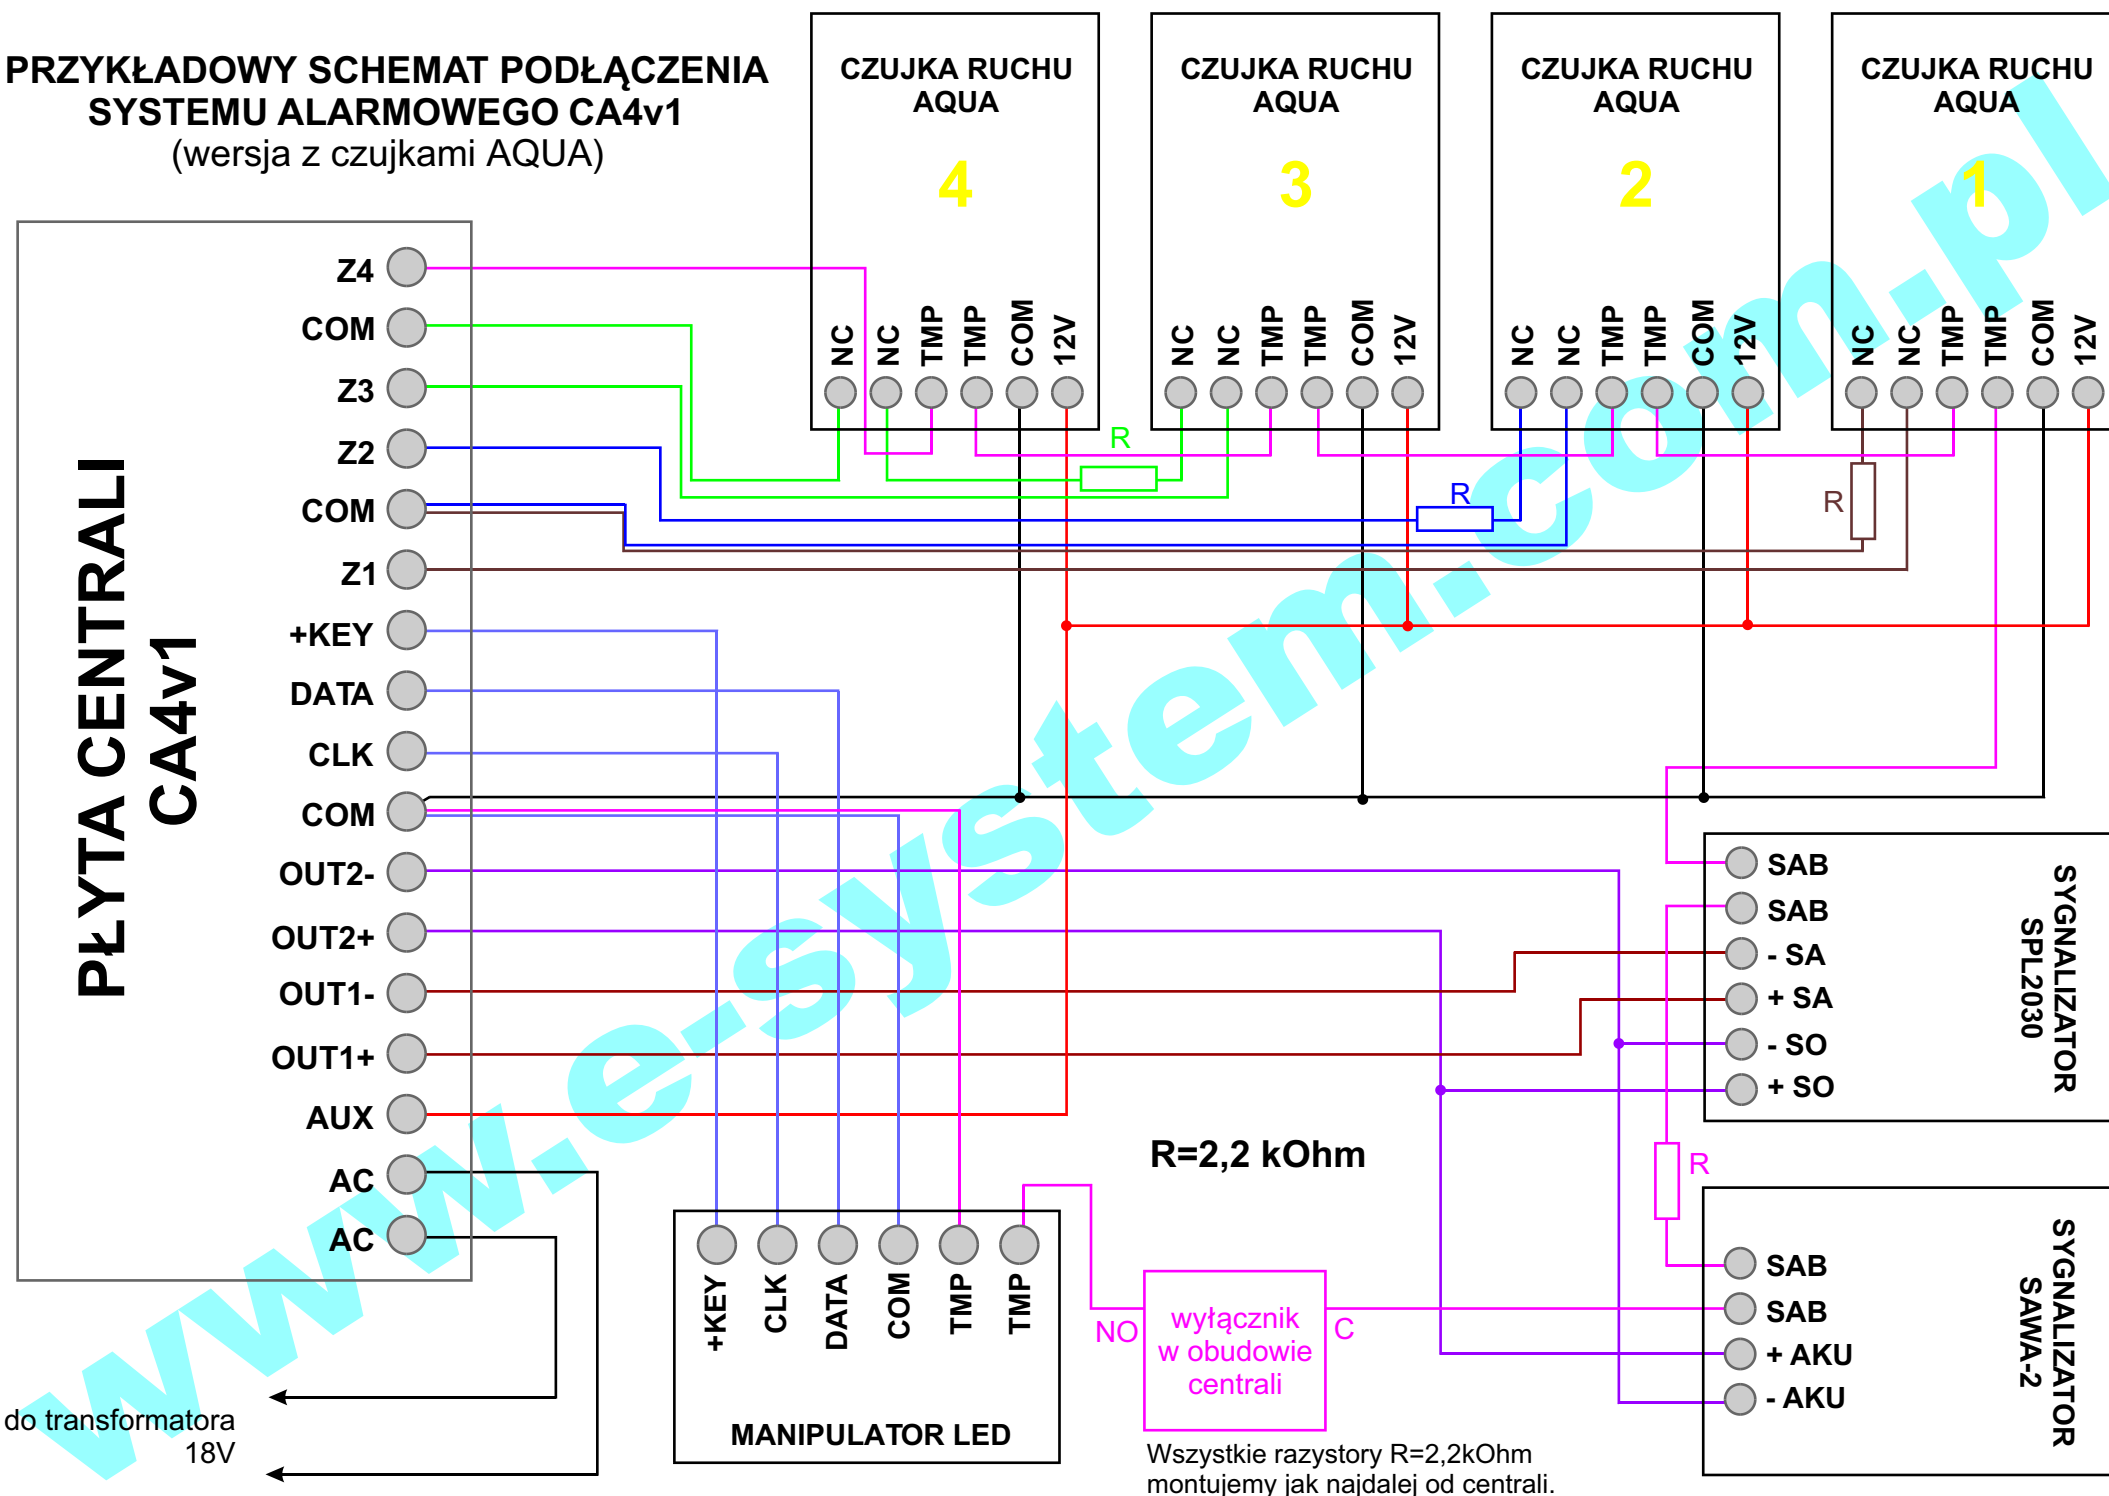 PRZYKŁADOWY SCHEMAT PODŁĄCZENIA
SYSTEMU ALARMOWEGO CA4v1
(wersja z czujkami AQUA)
CZUJKA RUCHU
AQUA
4
NC
NC
TMP
TMP
COM
12V
CZUJKA RUCHU
AQUA
3
NC
NC
TMP
TMP
COM
12V
CZUJKA RUCHU
AQUA
2
NC
NC
TMP
TMP
COM
12V
CZUJKA RUCHU
AQUA
1
NC
NC
TMP
TMP
COM
12V
R
R
R
PŁYTA CENTRALI
CA4v1
Z4
COM
Z3
Z2
COM
Z1
+KEY
DATA
CLK
COM
OUT2-
OUT2+
OUT1-
OUT1+
AUX
AC
AC
do transformatora
18V
SAB
SAB
- SA
+ SA
- SO
+ SO
SYGNALIZATOR
SPL2030
R=2,2 kOhm
R
SAB
SAB
+ AKU
- AKU
SYGNALIZATOR
SAWA-2
+KEY
CLK
DATA
COM
TMP
TMP
MANIPULATOR LED
NO
wyłącznik
w obudowie
centrali
C
Wszystkie razystory R=2,2kOhm
montujemy jak najdalej od centrali.
www.e-system.com.pl